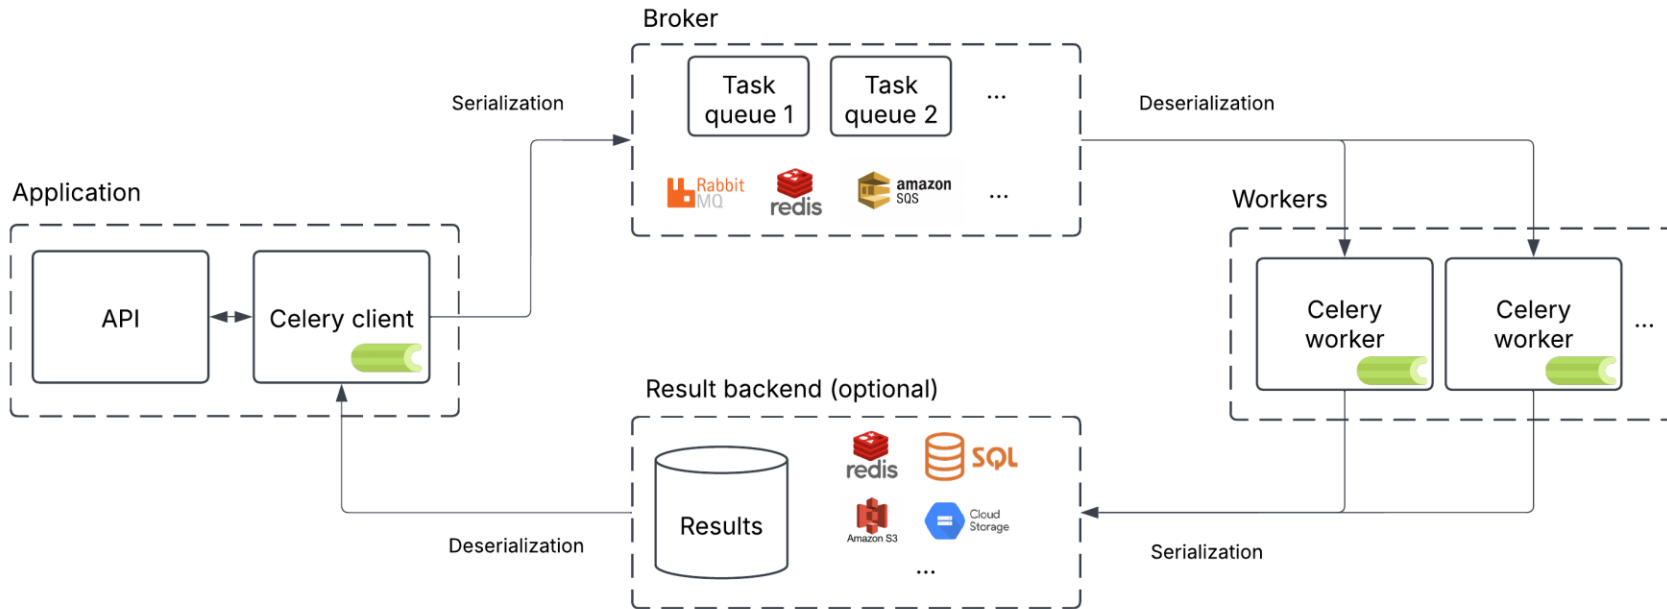 Broker
Task
queue 1
Task
queue 2
...
Serialization
Deserialization
Rabbit
MQ
redis
amazon
SQS
...
Application
API
Celery client
Workers
Celery
worker
Celery
worker
...
Result backend (optional)
Results
redis
SQL
Amazon S3
Cloud
Storage
...
Deserialization
Serialization